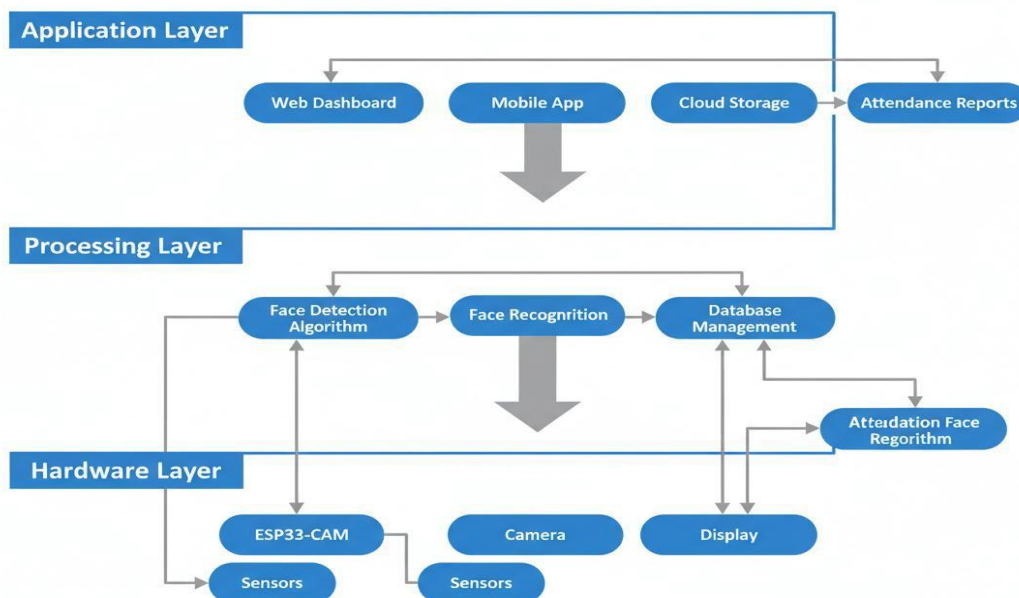 Application Layer
Web Dashboard
Mobile App
Cloud Storage
Attendance Reports
Processing Layer
Face Detection
Algorithm
Face Recognrition
Database
Management
Attendation Face
Regorithm
Hardware Layer
ESP33-CAM
Camera
Display
Sensors
Sensors